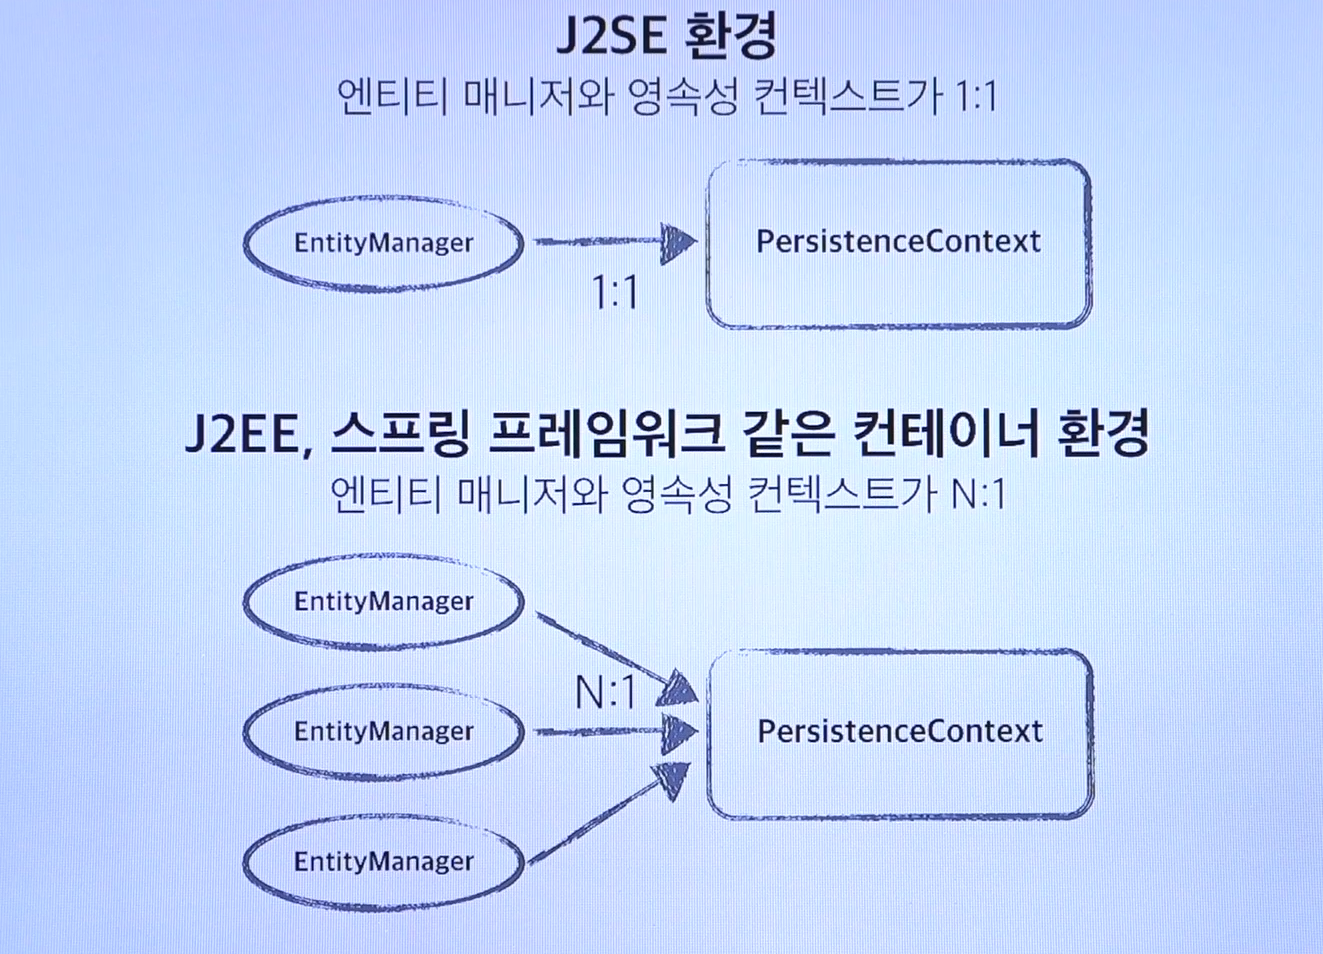 J2SE 환경
엔티티 매니저와 영속성 컨텍스트가 1:1
EntityManager
PersistenceContext
1:1
J2EE, 스프링 프레임워크 같은 컨테이너 환경
엔티티 매니저와 영속성 컨텍스트가 N:1
EntityManager
N:1
EntityManager
PersistenceContext
EntityManager